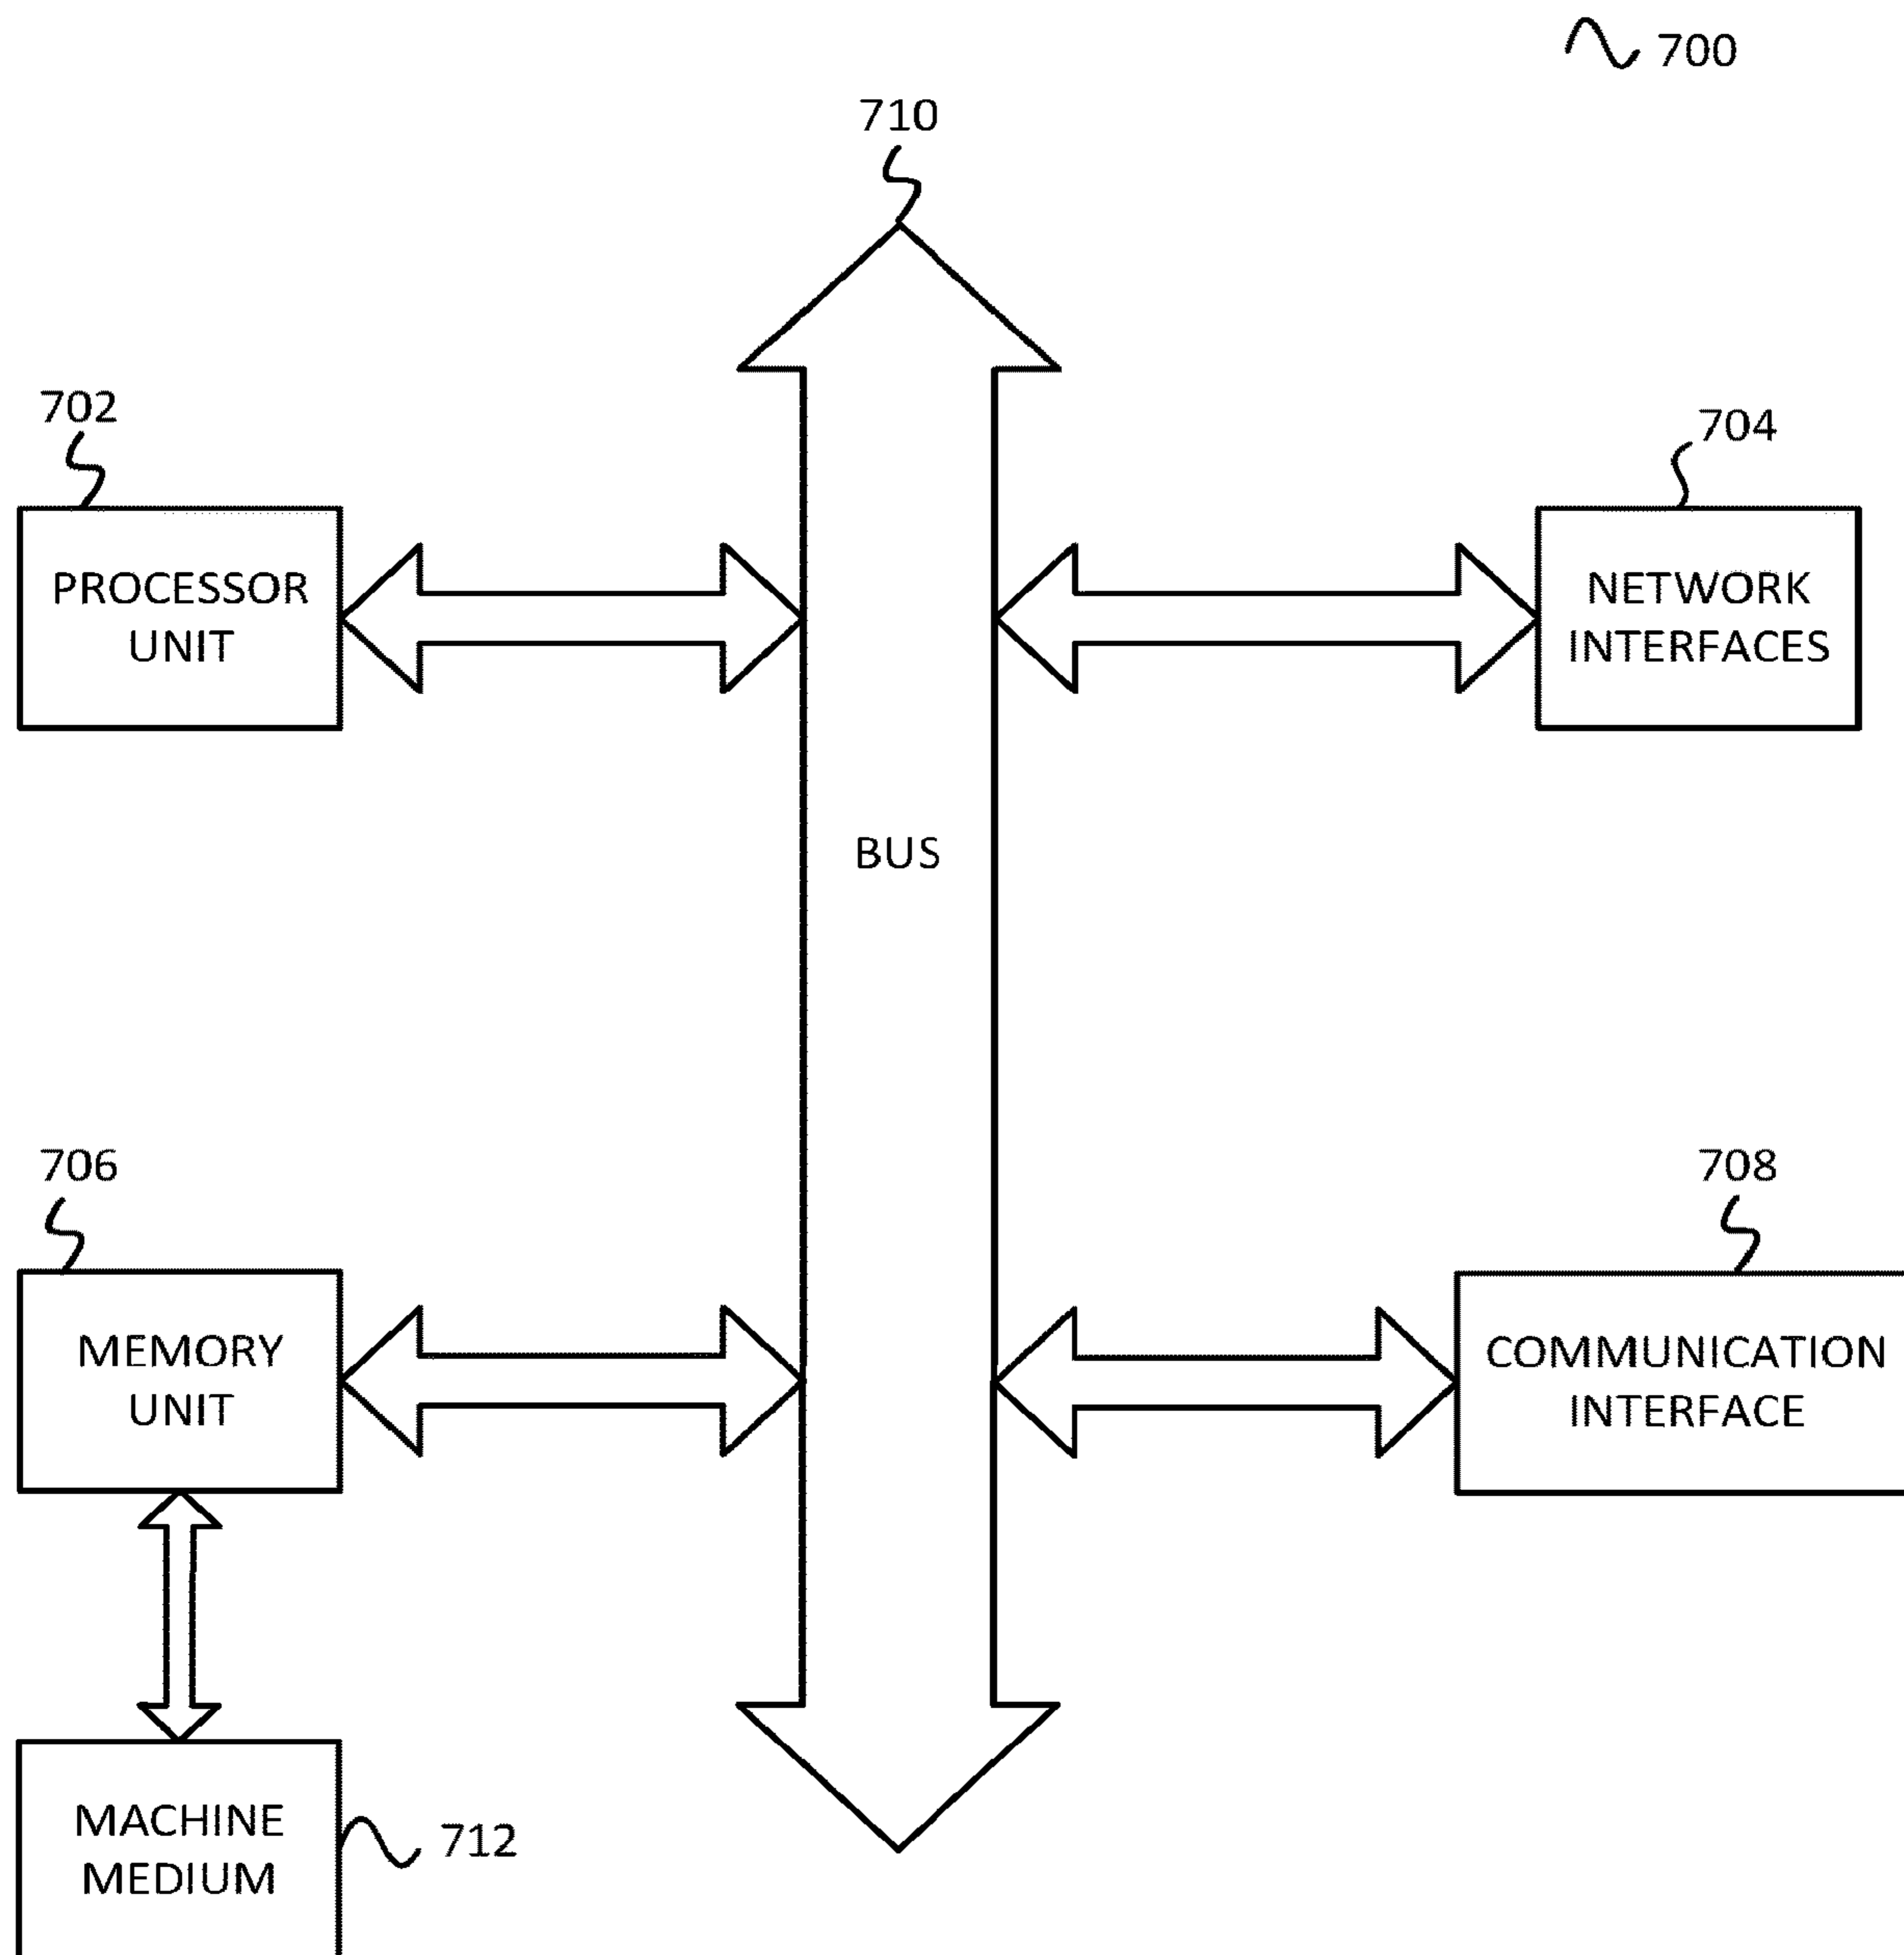 700
710
702
704
PROCESSOR
UNIT
NETWORK
INTERFACES
BUS
706
708
MEMORY
UNIT
COMMUNICATION
INTERFACE
MACHINE
MEDIUM
712